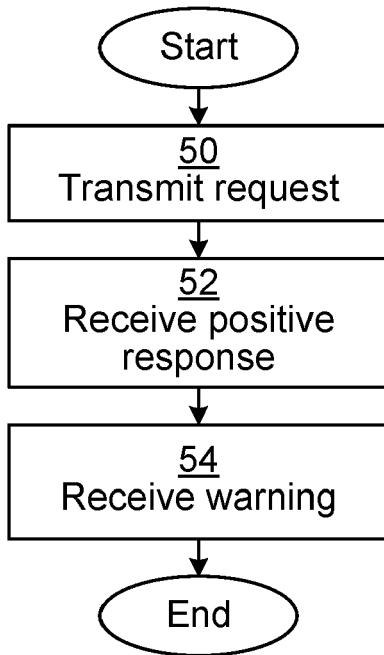 Start
50
Transmit request
52
Receive positive
response
54
Receive warning
End